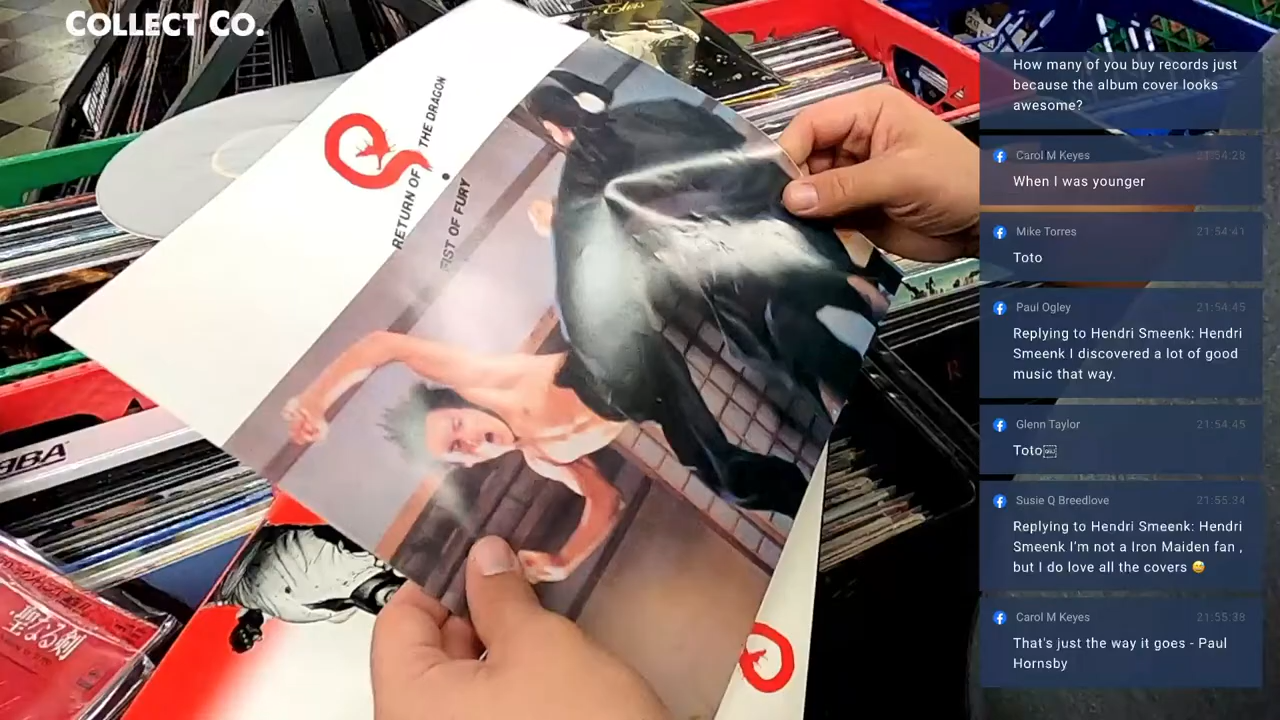 COLLECT CO.
RETURN OF THE DRAGON
FIST OF FURY
BBA
How many of you buy records just
because the album cover looks
awesome?
Carol M Keyes 21:54:28
When I was younger
Mike Torres 21:54:41
Toto
Paul Ogley 21:54:45
Replying to Hendri Smeenk: Hendri
Smeenk I discovered a lot of good
music that way.
Glenn Taylor 21:54:45
Toto
Susie Q Breedlove 21:55:34
Replying to Hendri Smeenk: Hendri
Smeenk I'm not a Iron Maiden fan ,
but I do love all the covers 😅
Carol M Keyes 21:55:38
That's just the way it goes - Paul
Hornsby